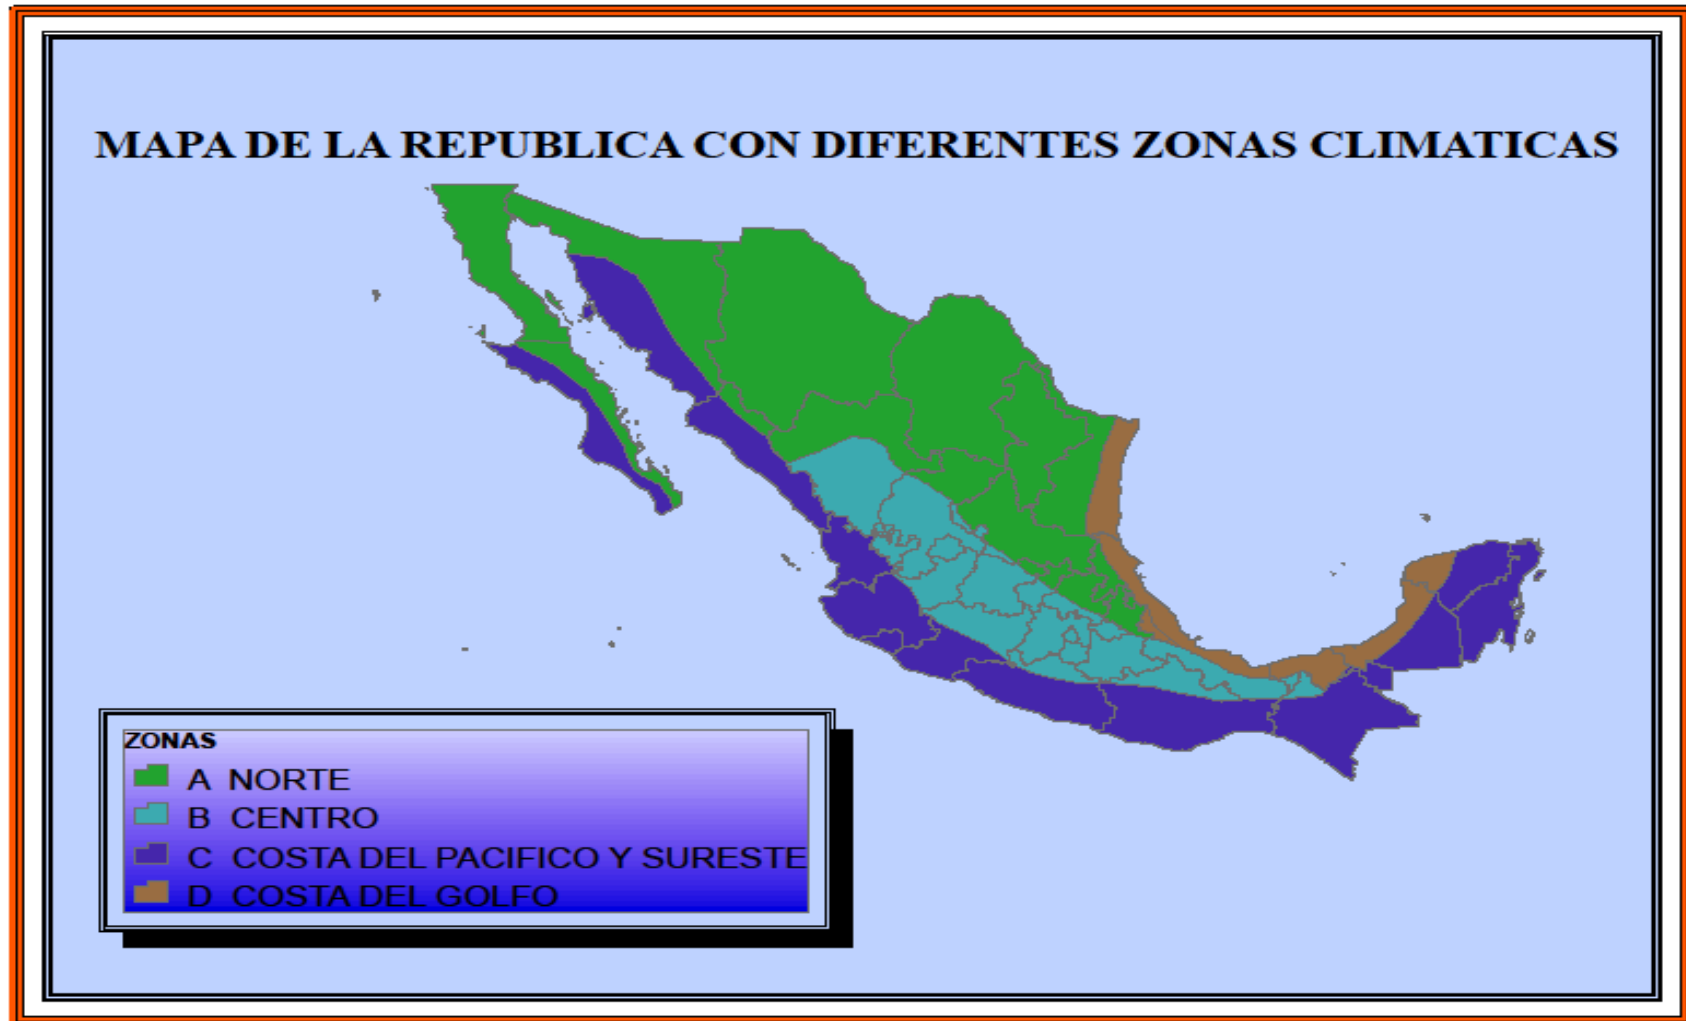 MAPA DE LA REPUBLICA CON DIFERENTES ZONAS CLIMATICAS
ZONAS
A NORTE
B CENTRO
C COSTA DEL PACIFICO Y SURESTE
D COSTA DEL GOLFO